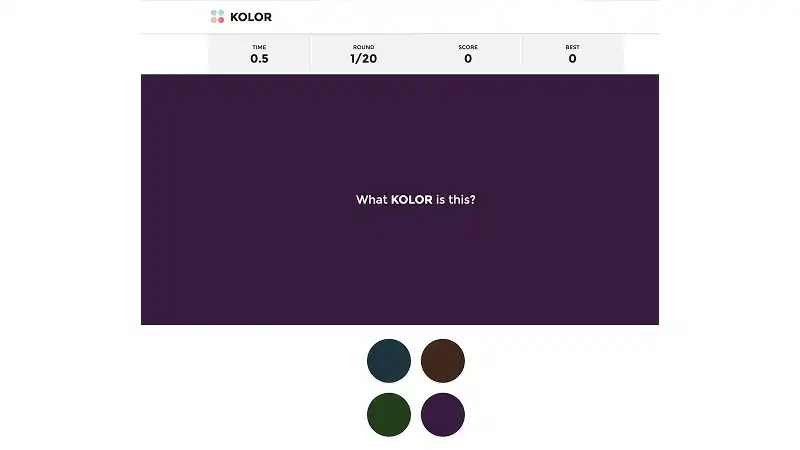 KOLOR
TIME ROUND SCORE BEST
0.5 1/20 0 0
What KOLOR is this?